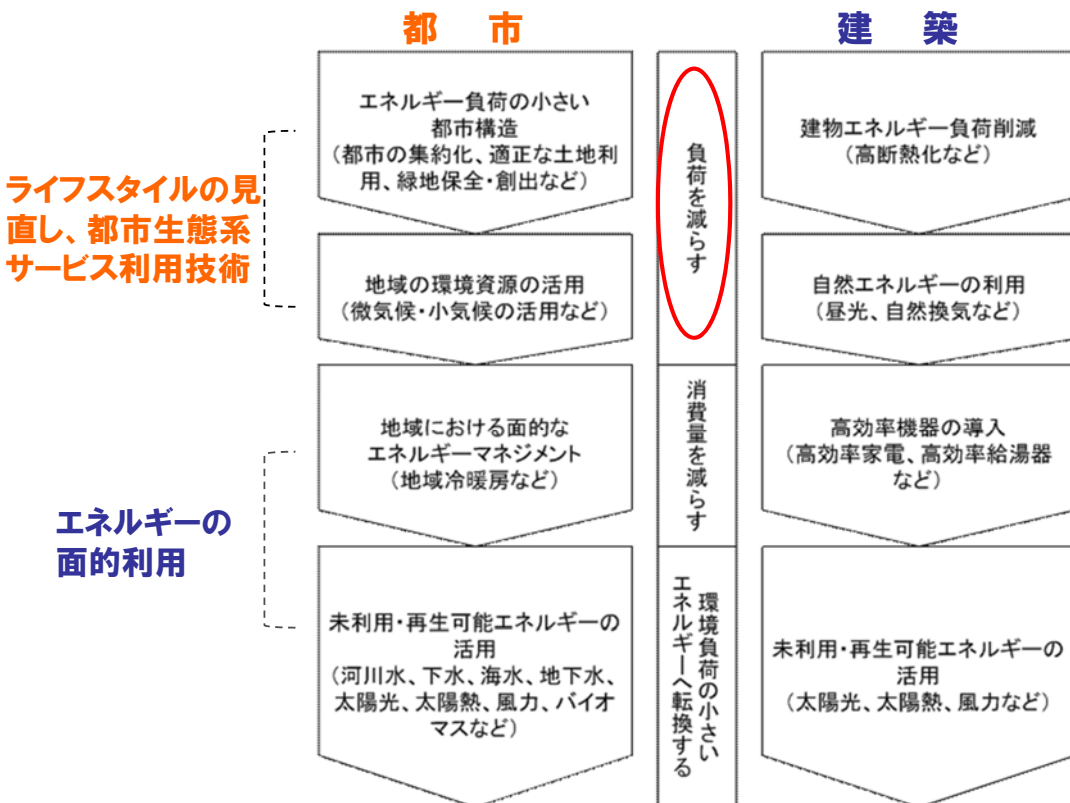 都　市
建　築
エネルギー負荷の小さい
都市構造
（都市の集約化、適正な土地利
用、緑地保全・創出など）
負荷を減らす
建物エネルギー負荷削減
（高断熱化など）
ライフスタイルの見
直し、都市生態系
サービス利用技術
地域の環境資源の活用
（微気候・小気候の活用など）
自然エネルギーの利用
（昼光、自然換気など）
地域における面的な
エネルギーマネジメント
（地域冷暖房など）
消費量を減らす
高効率機器の導入
（高効率家電、高効率給湯器
など）
エネルギーの
面的利用
未利用・再生可能エネルギーの
活用
（河川水、下水、海水、地下水、
太陽光、太陽熱、風力、バイオ
マスなど）
環境負荷の小さい
エネルギーへ転換する
未利用・再生可能エネルギーの
活用
（太陽光、太陽熱、風力など）